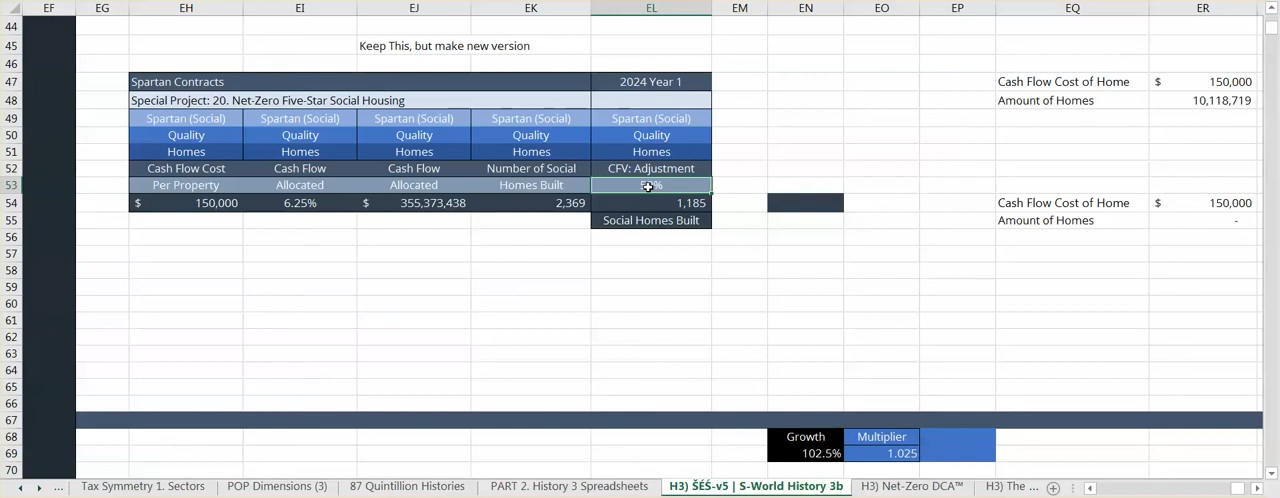 EF EG EH EI EJ EK EL EM EN EO EP EQ ER
44
45 Keep This, but make new version
46
47 Spartan Contracts 2024 Year 1 Cash Flow Cost of Home $ 150,000
48 Special Project: 20. Net-Zero Five-Star Social Housing Amount of Homes 10,118,719
49 Spartan (Social) Spartan (Social) Spartan (Social) Spartan (Social) Spartan (Social)
50 Quality Quality Quality Quality Quality
51 Homes Homes Homes Homes Homes
52 Cash Flow Cost Cash Flow Cash Flow Number of Social CFV: Adjustment
53 Per Property Allocated Allocated Homes Built
54 $ 150,000 6.25% $ 355,373,438 2,369 1,185 Cash Flow Cost of Home $ 150,000
55 Social Homes Built Amount of Homes -
56
57
58
59
60
61
62
63
64
65
66
67
68 Growth Multiplier
69 102.5% 1.025
70
... Tax Symmetry 1. Sectors POP Dimensions (3) 87 Quintillion Histories PART 2. History 3 Spreadsheets H3) ŠÉŚ-v5 | S-World History 3b H3) Net-Zero DCA™ H3) The ...